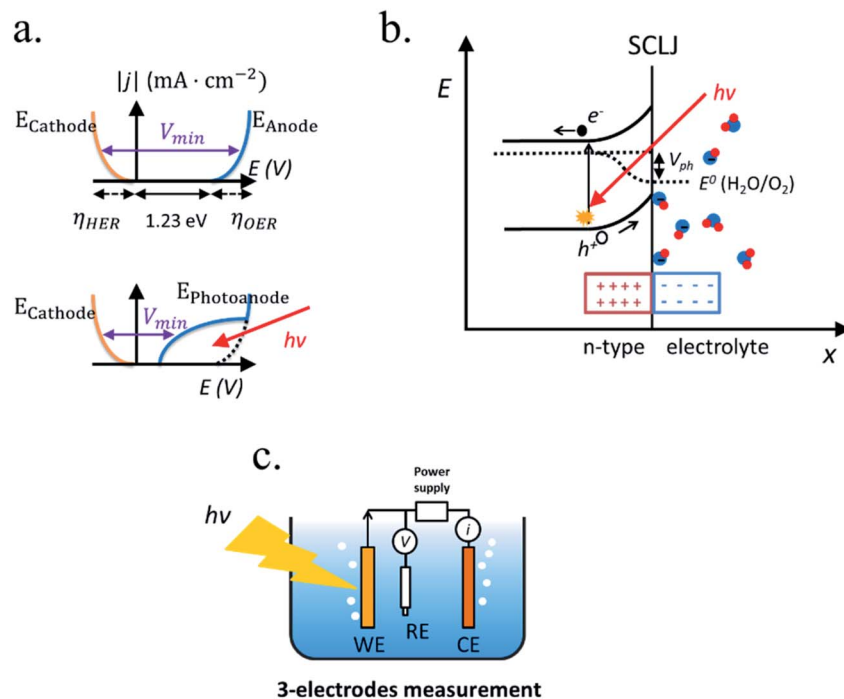 a.
|j| (mA · cm⁻²)
E_Cathode
V_min
E_Anode
E (V)
η_HER
1.23 eV
η_OER
E_Cathode
V_min
E_Photoanode
hν
E (V)
b.
SCLJ
E
hν
e⁻
V_ph
E⁰ (H₂O/O₂)
h⁺
+ + + +
+ + + +
- - - -
- - - -
n-type
electrolyte
x
c.
Power
supply
hν
V
i
WE
RE
CE
3-electrodes measurement